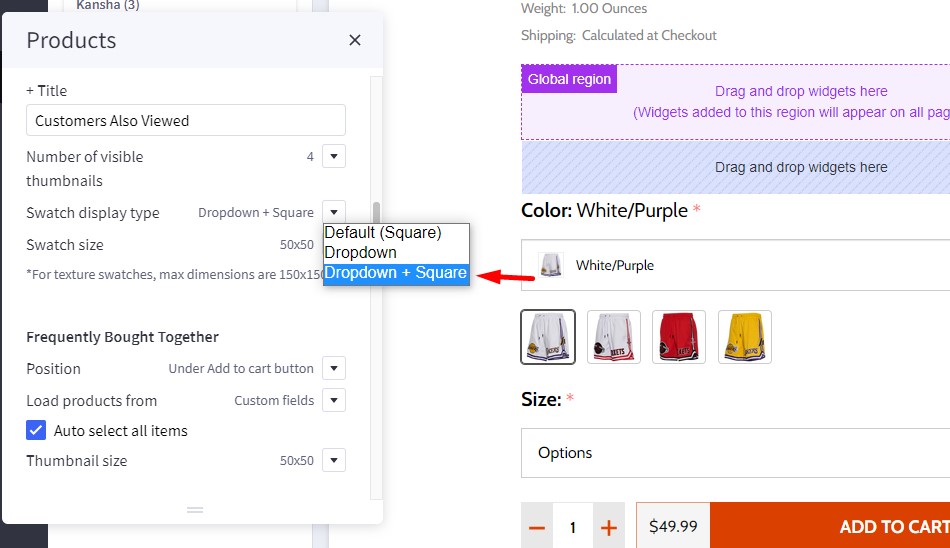 Kansha (3)
Products
+ Title
Customers Also Viewed
Number of visible
thumbnails
4
Swatch display type
Dropdown + Square
Default (Square)
Dropdown
Dropdown + Square
Swatch size
50x50
*For texture swatches, max dimensions are 150x150
Frequently Bought Together
Position
Under Add to cart button
Load products from
Custom fields
Auto select all items
Thumbnail size
50x50
Weight: 1.00 Ounces
Shipping: Calculated at Checkout
Global region
Drag and drop widgets here
(Widgets added to this region will appear on all pag
Drag and drop widgets here
Color: White/Purple *
White/Purple
Size: *
Options
1
$49.99
ADD TO CART